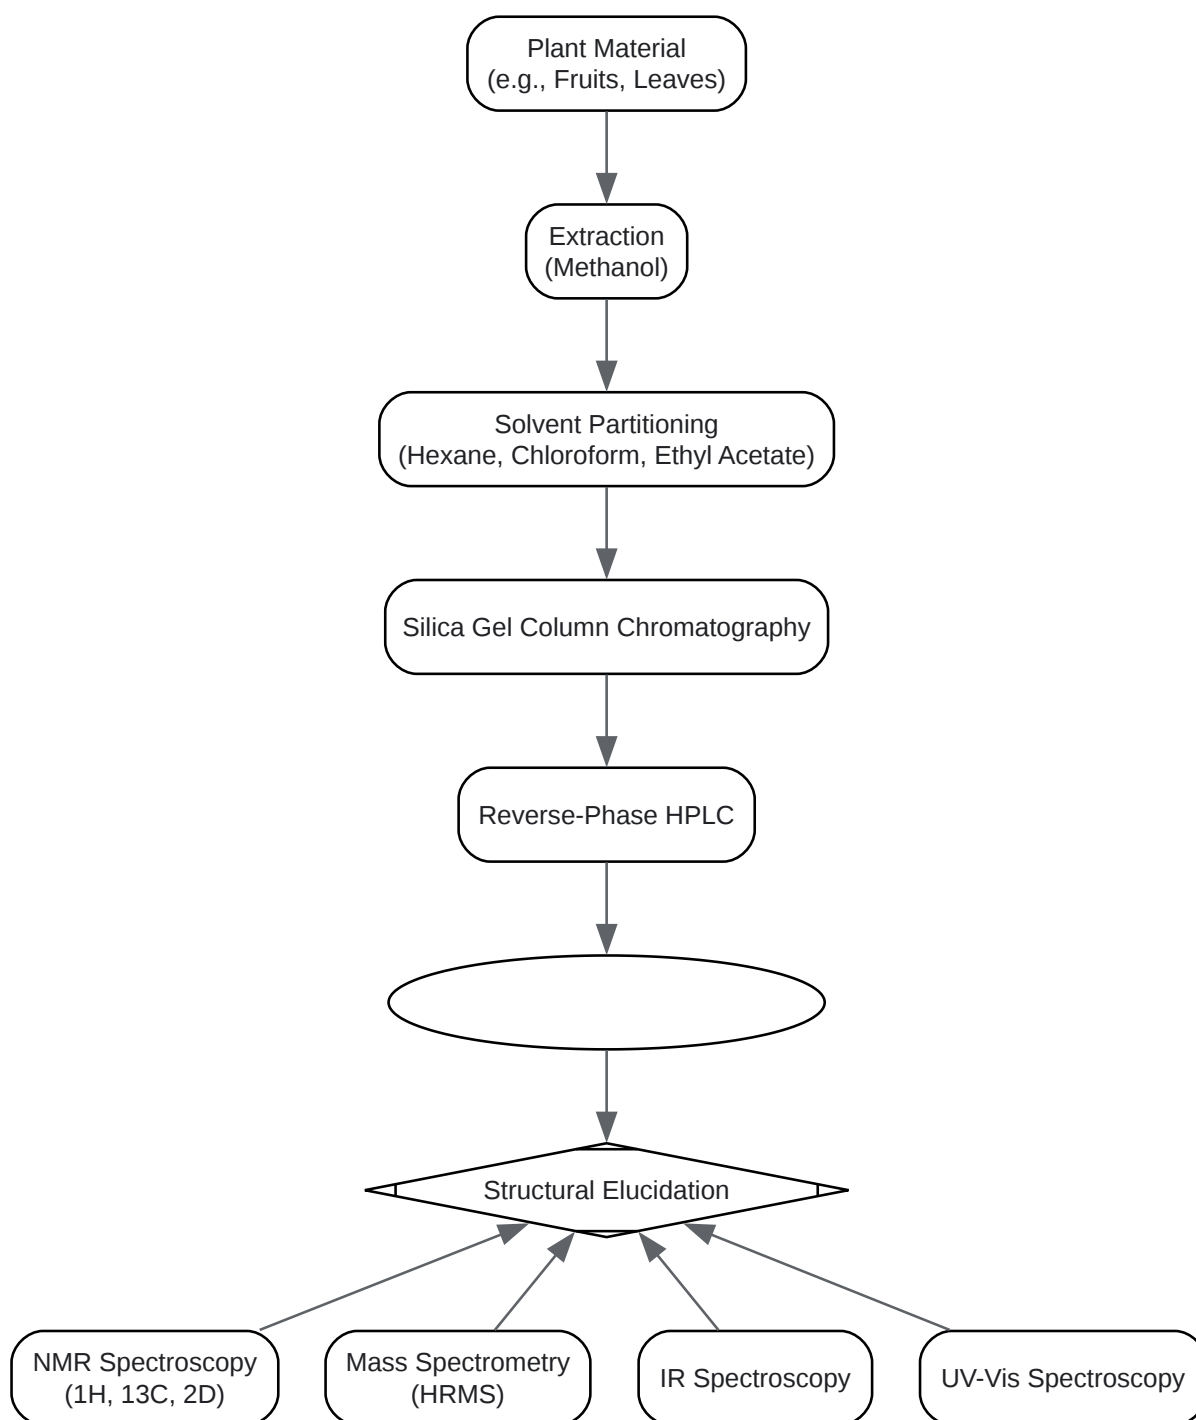 Plant Material
(e.g., Fruits, Leaves)
Extraction
(Methanol)
Solvent Partitioning
(Hexane, Chloroform, Ethyl Acetate)
Silica Gel Column Chromatography
Reverse-Phase HPLC
Structural Elucidation
NMR Spectroscopy
(1H, 13C, 2D)
Mass Spectrometry
(HRMS)
IR Spectroscopy
UV-Vis Spectroscopy